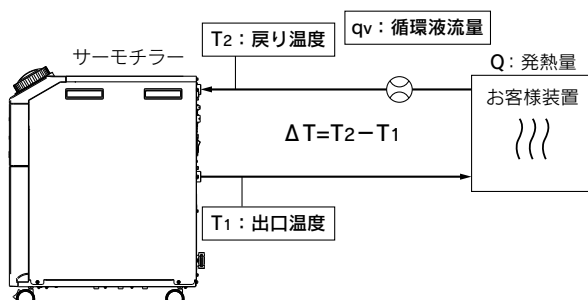 qv：循環液流量
T2：戻り温度
サーモチラー
Q：発熱量
お客様装置
ΔT=T2−T1
T1：出口温度